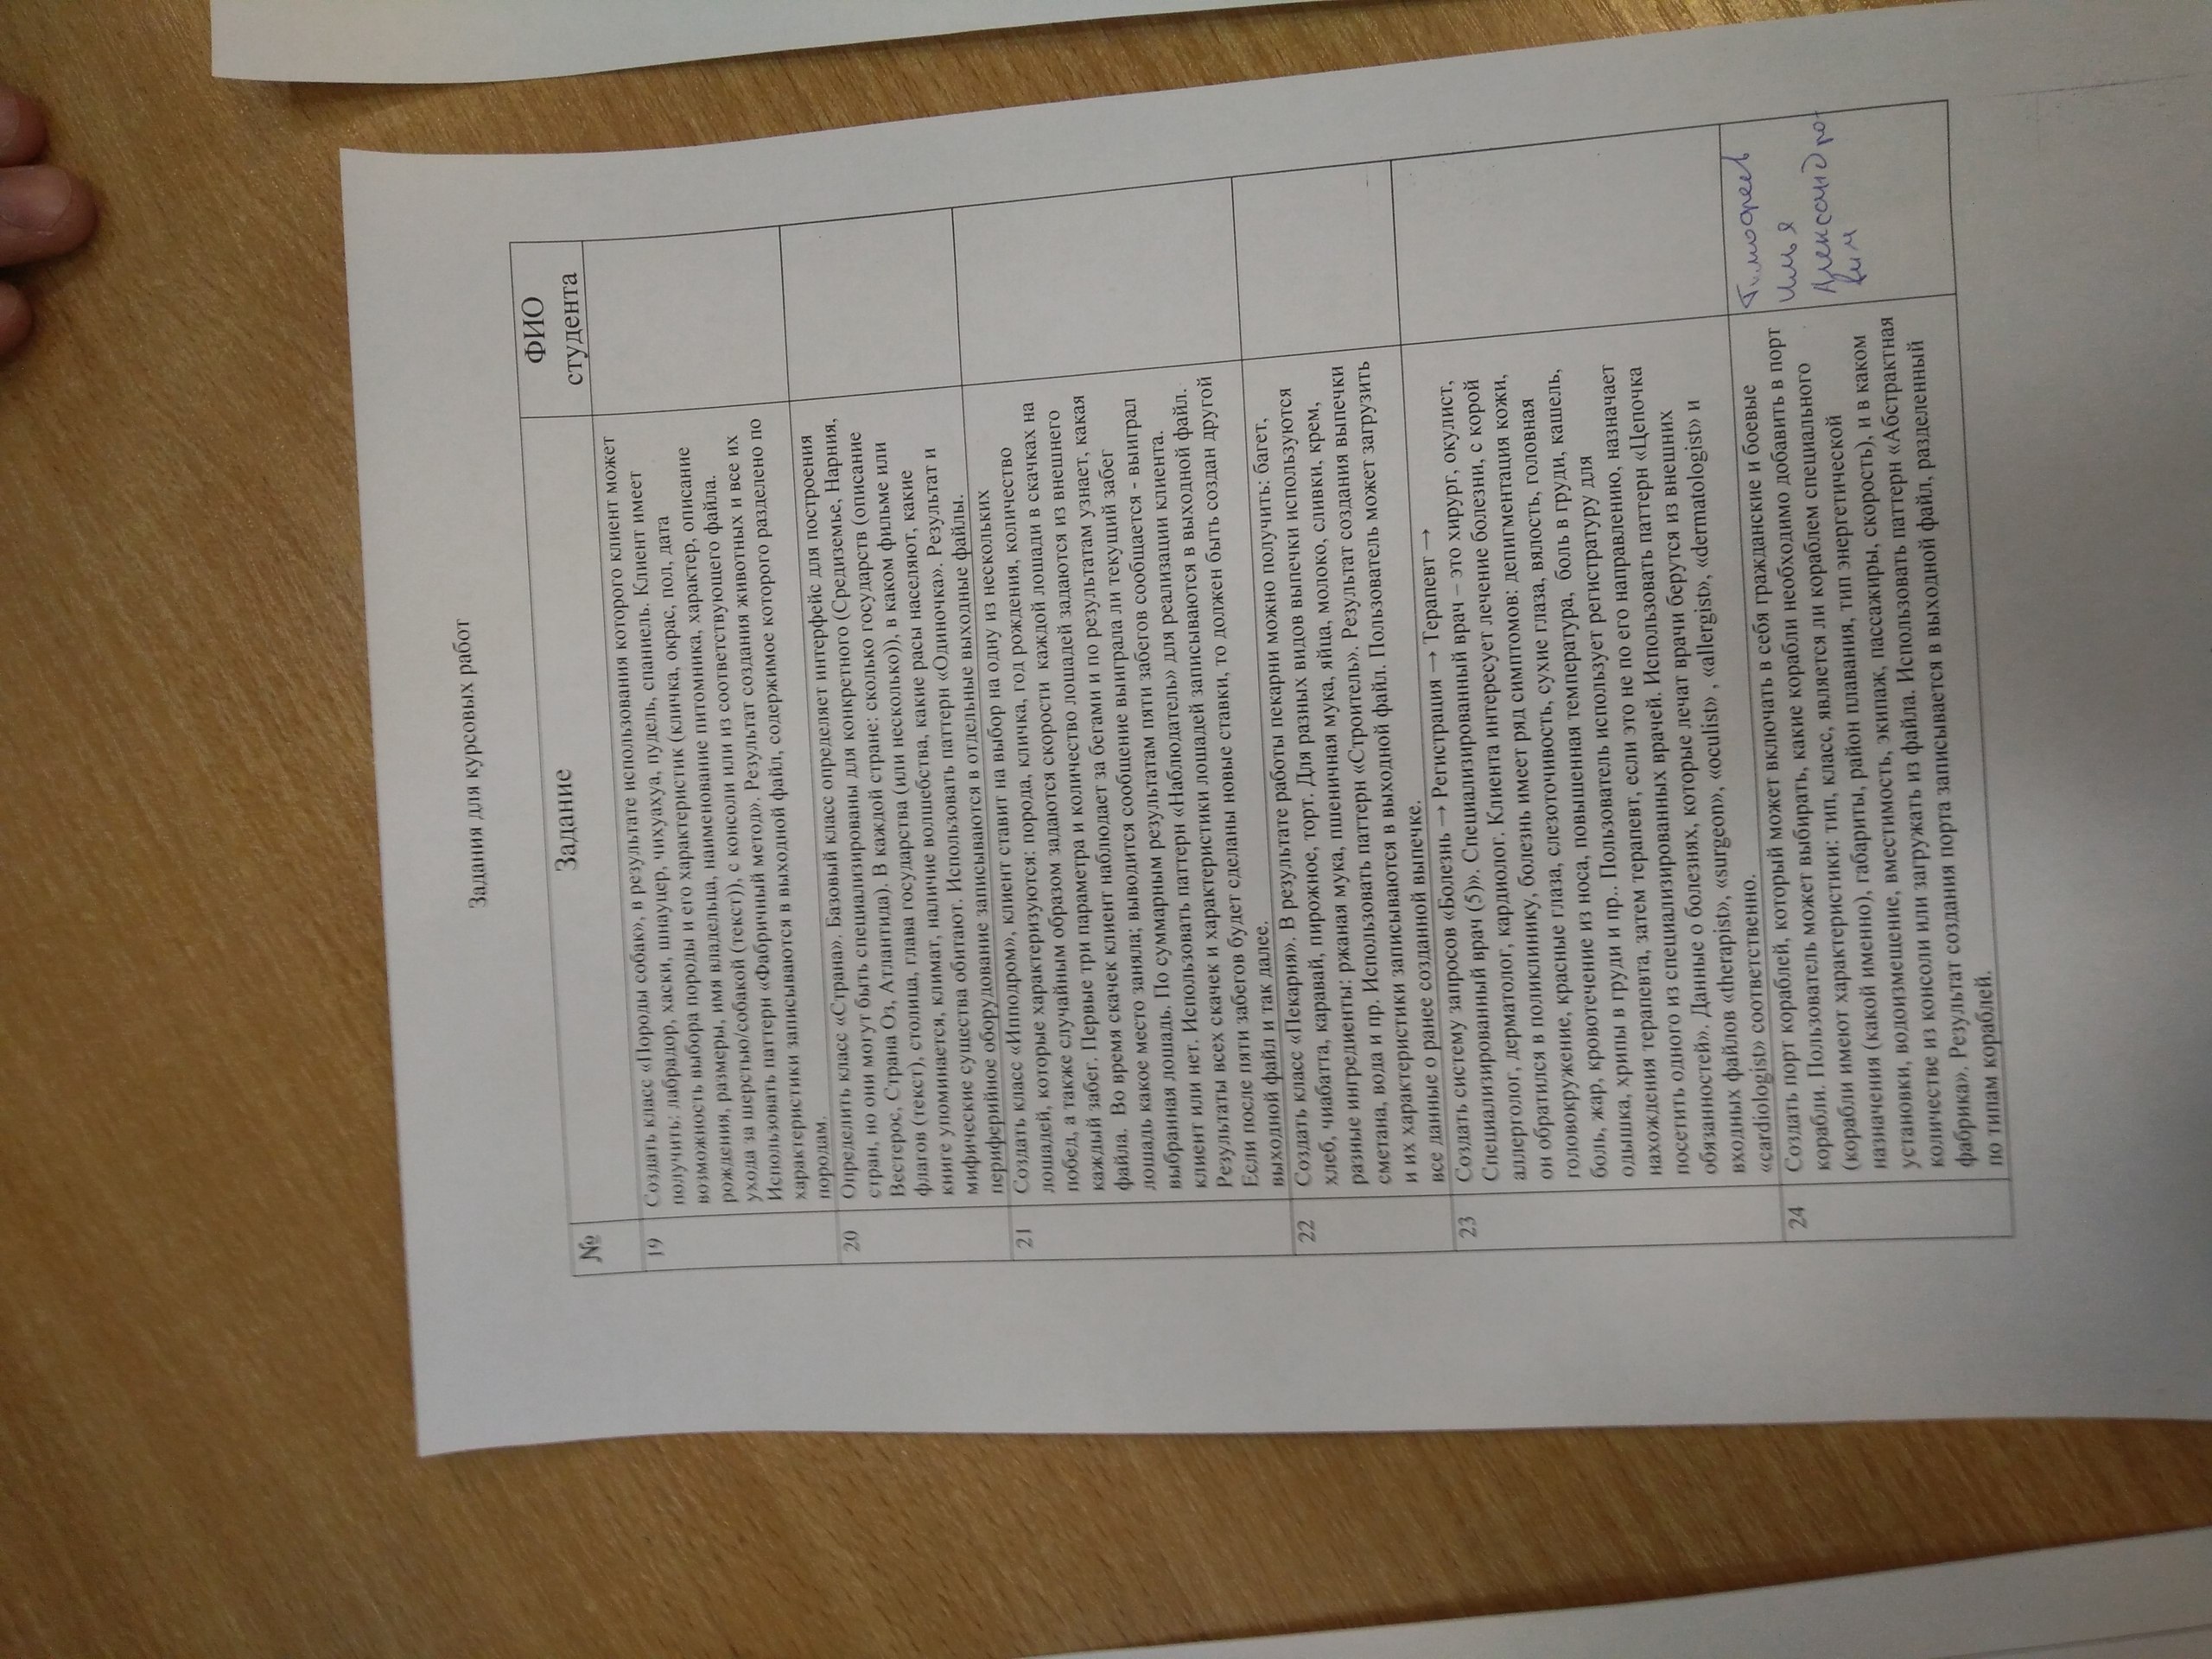 Задания для курсовых работ
№
Задание
ФИО
студента
19
Создать класс «Породы собак», в результате использования которого клиент может
получить: лабрадор, хаски, шнауцер, чихуахуа, пудель, спаниель. Клиент имеет
возможность выбора породы и его характеристик (кличка, окрас, пол, дата
рождения, размеры, имя владельца, наименование питомника, характер, описание
ухода за шерстью/собакой (текст)), с консоли или из соответствующего файла.
Использовать паттерн «Фабричный метод». Результат создания животных и все их
характеристики записываются в выходной файл, содержимое которого разделено по
породам.
20
Определить класс «Страна». Базовый класс определяет интерфейс для построения
стран, но они могут быть специализированы для конкретного (Средиземье, Нарния,
Вестерос, Страна Оз, Атлантида). В каждой стране: сколько государств (описание
флагов (текст), столица, глава государства (или несколько)), в каком фильме или
книге упоминается, климат, наличие волшебства, какие расы населяют, какие
мифические существа обитают. Использовать паттерн «Одиночка». Результат и
периферийное оборудование записываются в отдельные выходные файлы.
21
Создать класс «Ипподром», клиент ставит на выбор на одну из нескольких
лошадей, которые характеризуются: порода, кличка, год рождения, количество
побед, а также случайным образом задаются скорости каждой лошади в скачках на
каждый забег. Первые три параметра и количество лошадей задаются из внешнего
файла. Во время скачек клиент наблюдает за бегами и по результатам узнает, какая
лошадь какое место заняла; выводится сообщение выиграла ли текущий забег
выбранная лошадь. По суммарным результатам пяти забегов сообщается - выиграл
клиент или нет. Использовать паттерн «Наблюдатель» для реализации клиента.
Результаты всех скачек и характеристики лошадей записываются в выходной файл.
Если после пяти забегов будет сделаны новые ставки, то должен быть создан другой
выходной файл и так далее.
22
Создать класс «Пекарня». В результате работы пекарни можно получить: багет,
хлеб, чиабатта, каравай, пирожное, торт. Для разных видов выпечки используются
разные ингредиенты: ржаная мука, пшеничная мука, яйца, молоко, сливки, крем,
сметана, вода и пр. Использовать паттерн «Строитель». Результат создания выпечки
и их характеристики записываются в выходной файл. Пользователь может загрузить
все данные о ранее созданной выпечке.
23
Создать систему запросов «Болезнь → Регистрация → Терапевт →
Специализированный врач (5)». Специализированный врач – это хирург, окулист,
аллерголог, дерматолог, кардиолог. Клиента интересует лечение болезни, с корой
он обратился в поликлинику, болезнь имеет ряд симптомов: депигментация кожи,
головокружение, красные глаза, слезоточивость, сухие глаза, вялость, головная
боль, жар, кровотечение из носа, повышенная температура, боль в груди, кашель,
одышка, хрипы в груди и пр.. Пользователь использует регистратуру для
нахождения терапевта, затем терапевт, если это не по его направлению, назначает
посетить одного из специализированных врачей. Использовать паттерн «Цепочка
обязанностей». Данные о болезнях, которые лечат врачи берутся из внешних
входных файлов «therapist», «surgeon», «oculist» , «allergist», «dermatologist» и
«cardiologist» соответственно.
24
Создать порт кораблей, который может включать в себя гражданские и боевые
корабли. Пользователь может выбирать, какие корабли необходимо добавить в порт
(корабли имеют характеристики: тип, класс, является ли кораблем специального
назначения (какой именно), габариты, район плавания, тип энергетической
установки, водоизмещение, вместимость, экипаж, пассажиры, скорость), и в каком
количестве из консоли или загружать из файла. Использовать паттерн «Абстрактная
фабрика». Результат создания порта записывается в выходной файл, разделенный
по типам кораблей.
Тимофеев
Илья
Александро-
вич